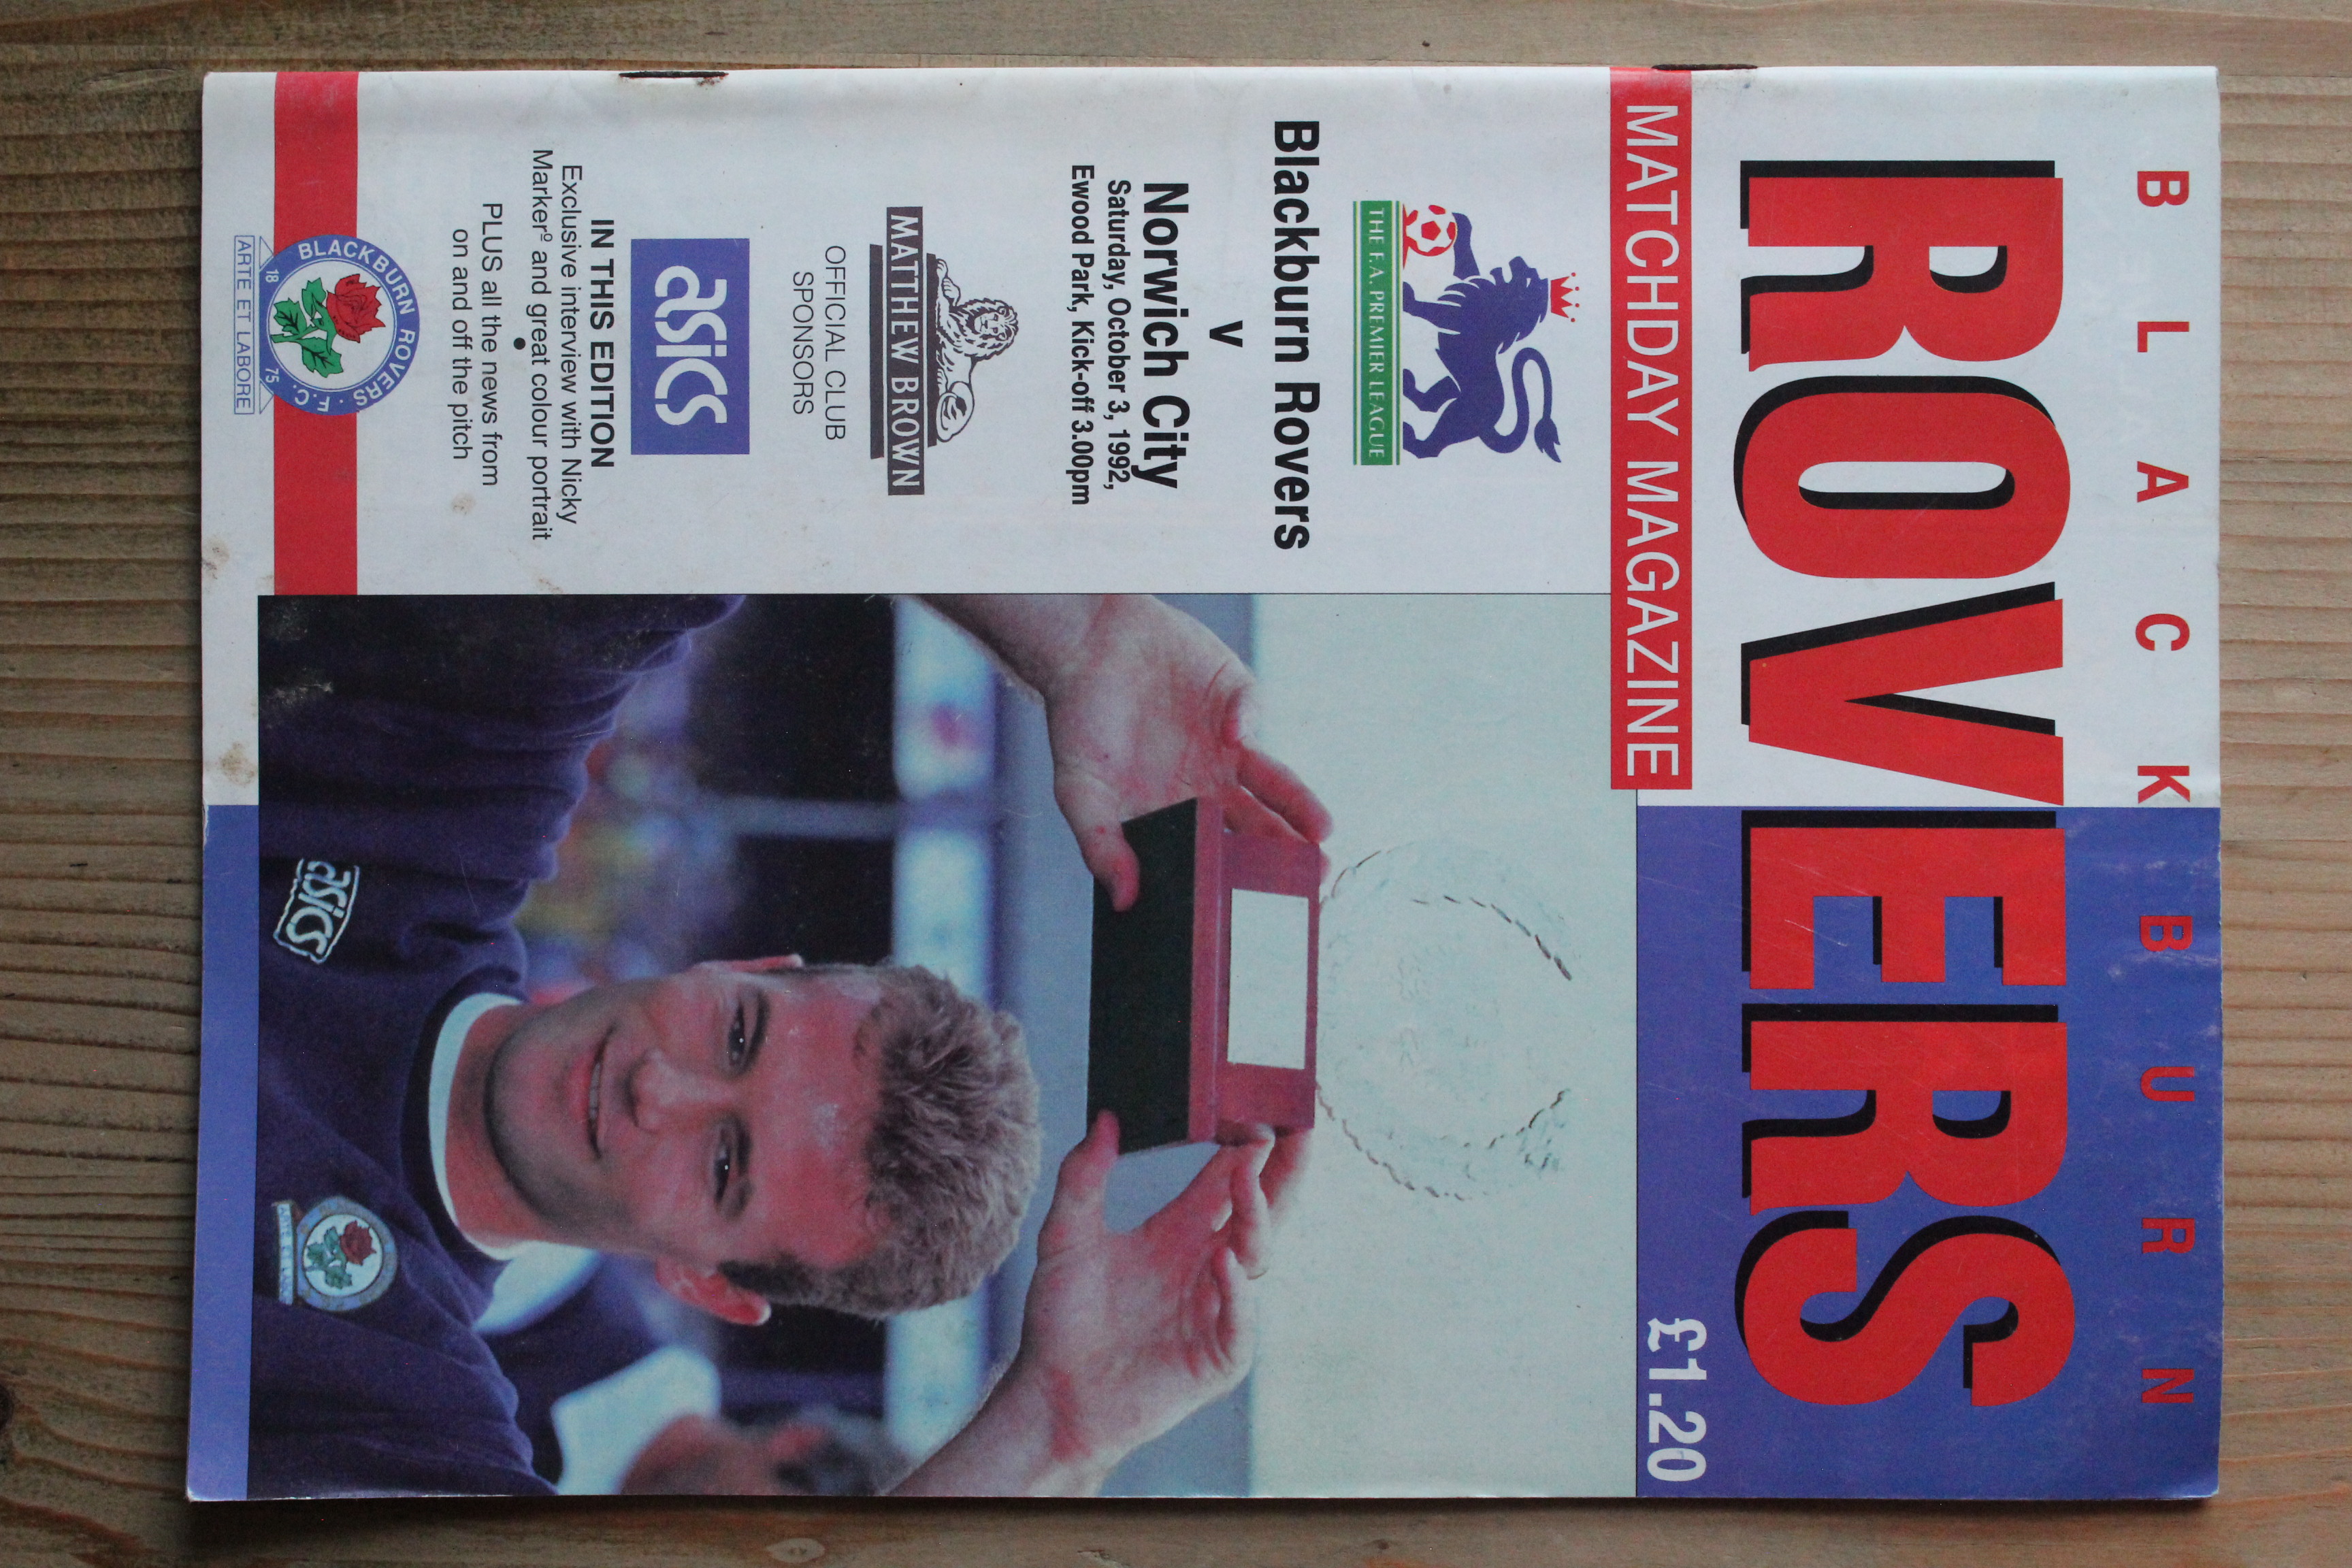 BLACKBURN
ROVERS
MATCHDAY MAGAZINE
£1.20
THE F.A. PREMIER LEAGUE
Blackburn Rovers
v
Norwich City
Saturday, October 3, 1992,
Ewood Park, Kick-off 3.00pm
MATTHEW BROWN
OFFICIAL CLUB
SPONSORS
asics
IN THIS EDITION
Exclusive interview with Nicky
Markerº and great colour portrait
•
PLUS all the news from
on and off the pitch
BLACKBURN ROVERS · F.C.
18 75
ARTE ET LABORE
asics